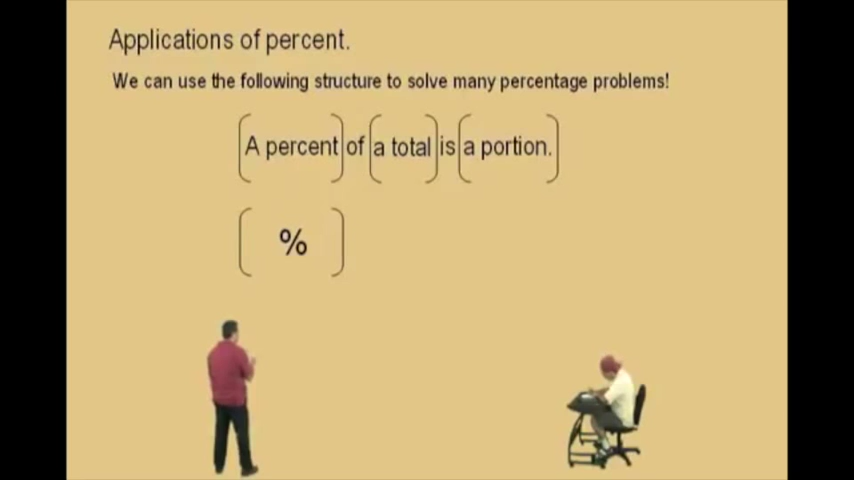 Applications of percent.
We can use the following structure to solve many percentage problems!
(A percent) of (a total) is (a portion.)
( % )